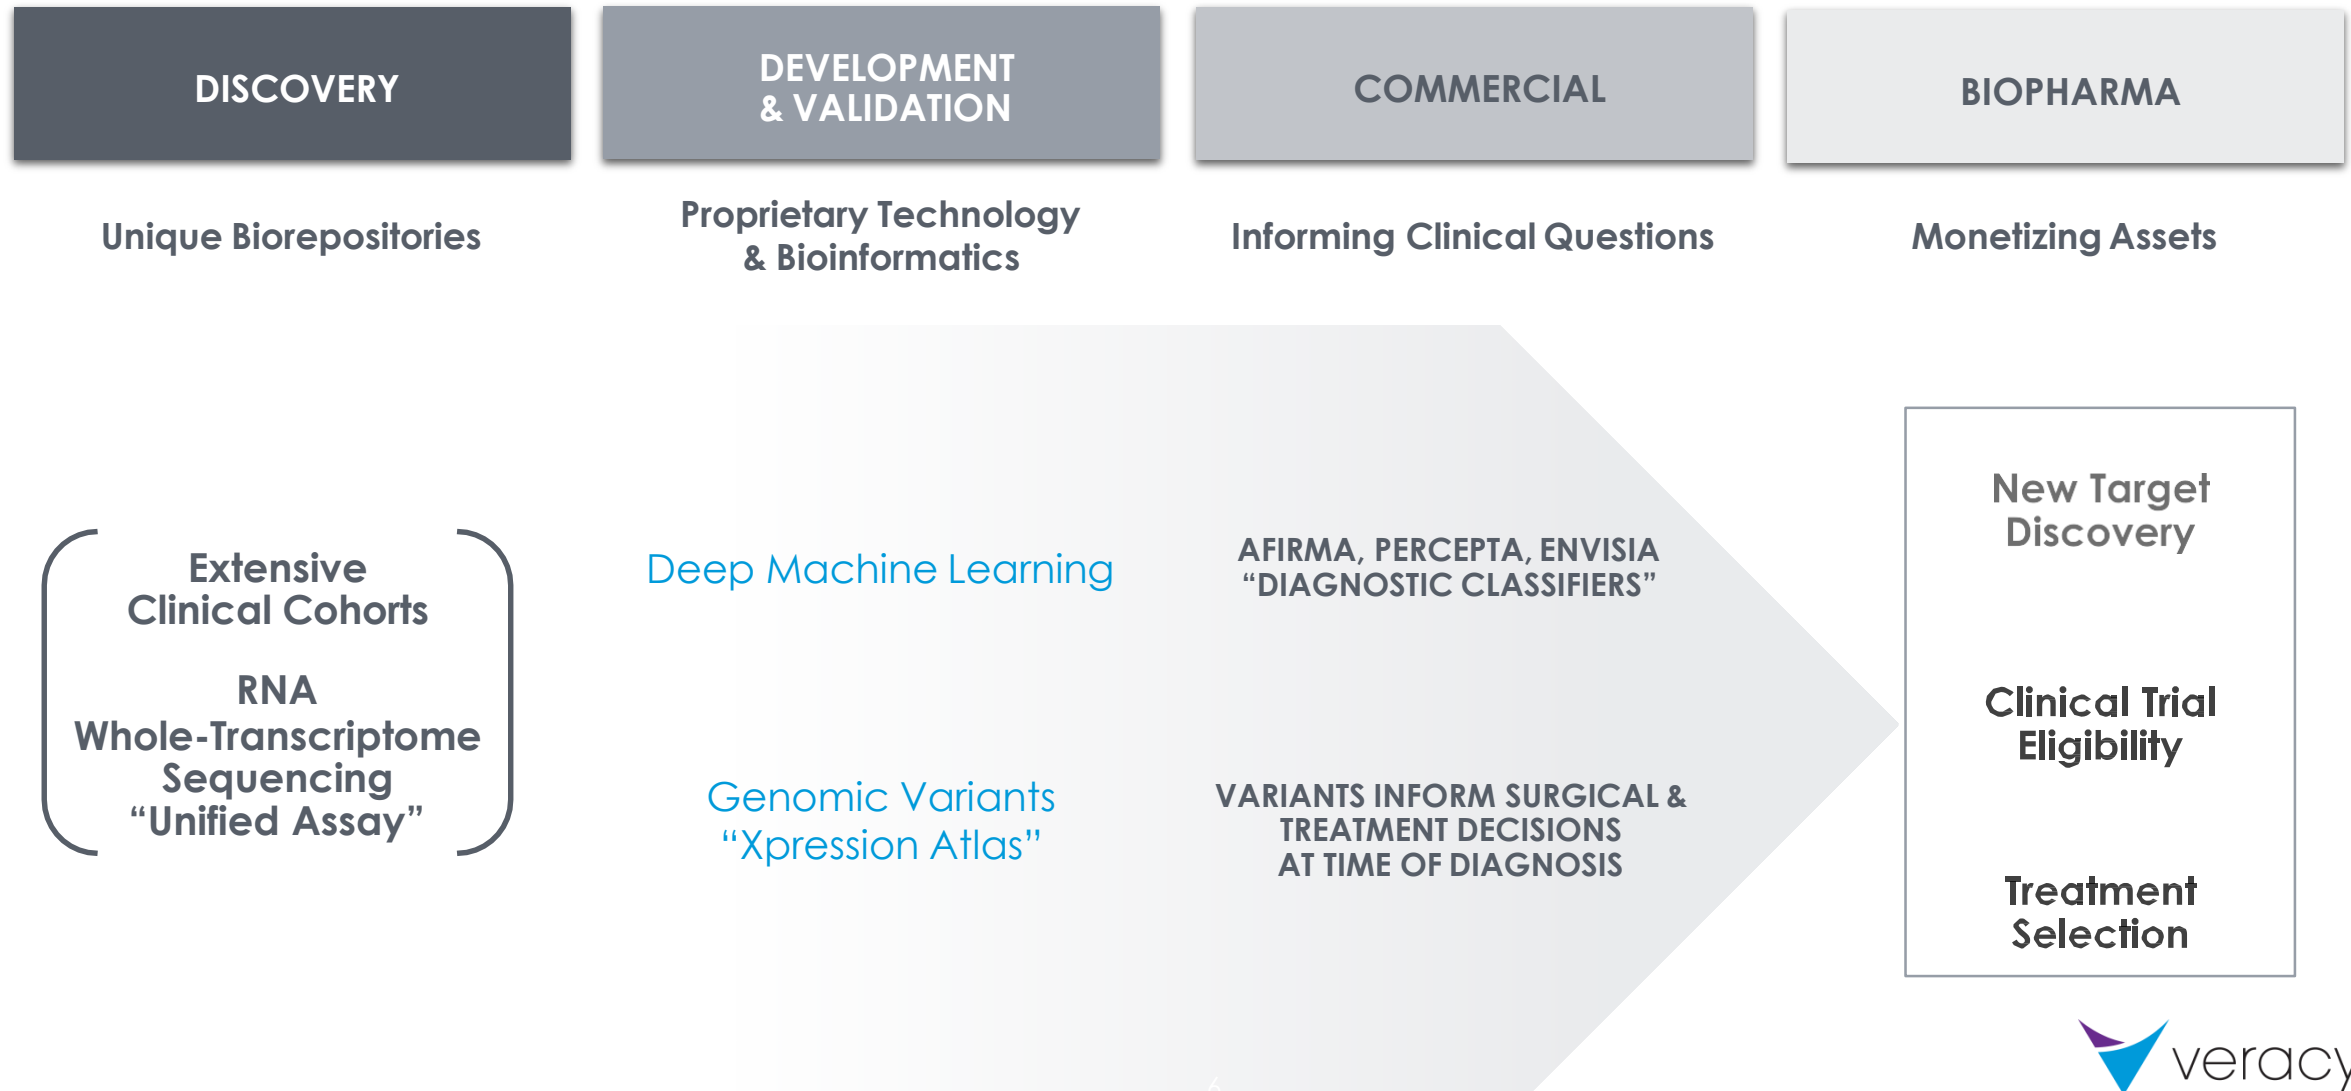 DISCOVERY
DEVELOPMENT
& VALIDATION
COMMERCIAL
BIOPHARMA
Unique Biorepositories
Proprietary Technology
& Bioinformatics
Informing Clinical Questions
Monetizing Assets
Extensive
Clinical Cohorts
RNA
Whole-Transcriptome
Sequencing
“Unified Assay”
Deep Machine Learning
Genomic Variants
“Xpression Atlas”
AFIRMA, PERCEPTA, ENVISIA
“DIAGNOSTIC CLASSIFIERS”
VARIANTS INFORM SURGICAL &
TREATMENT DECISIONS
AT TIME OF DIAGNOSIS
New Target
Discovery
Clinical Trial
Eligibility
Treatment
Selection
veracy
6